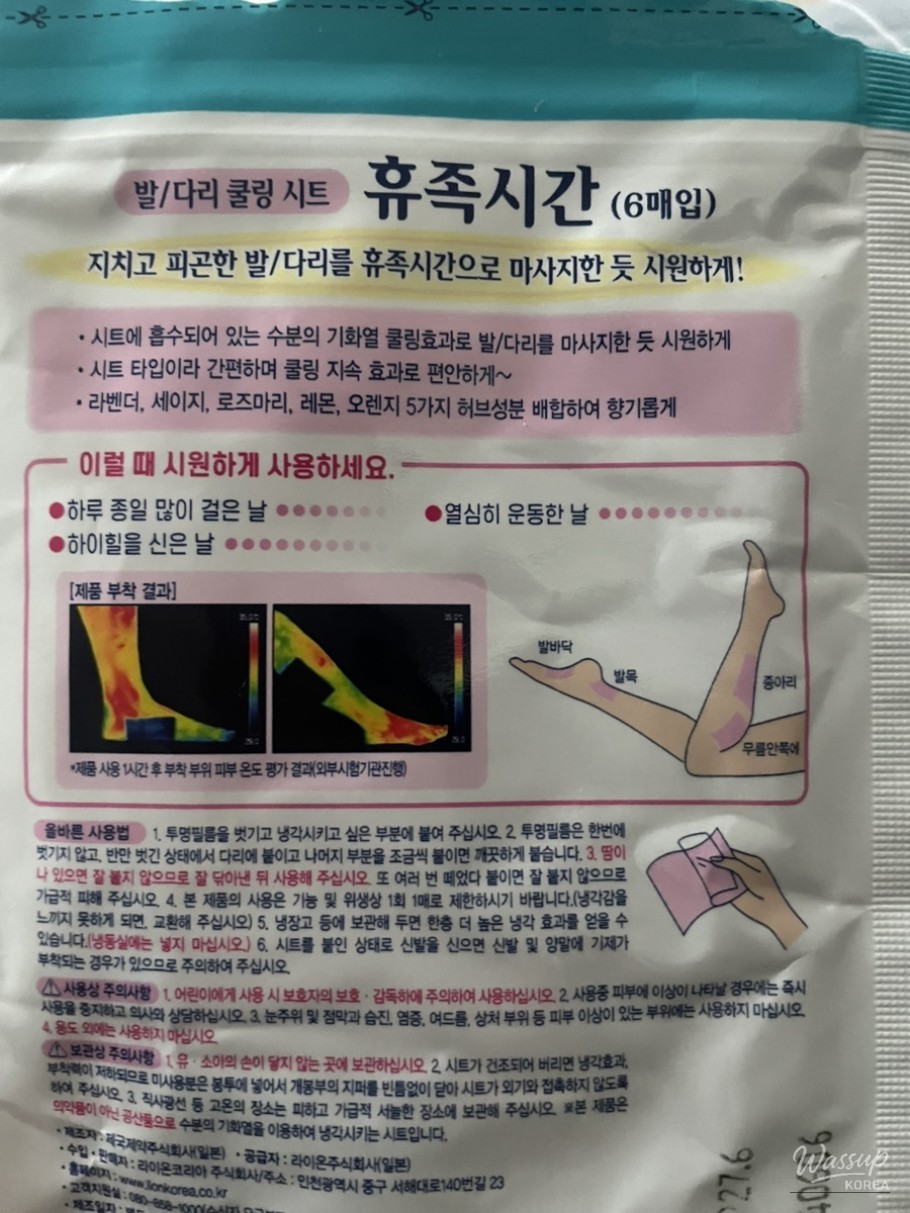 발/다리 쿨링 시트 휴족시간 (6매입)
지치고 피곤한 발/다리를 휴족시간으로 마사지한 듯 시원하게!
• 시트에 흡수되어 있는 수분의 기화열 쿨링효과로 발/다리를 마사지한 듯 시원하게
• 시트 타입이라 간편하며 쿨링 지속 효과로 편안하게~
• 라벤더, 세이지, 로즈마리, 레몬, 오렌지 5가지 허브성분 배합하여 향기롭게
이럴 때 시원하게 사용하세요.
●하루 종일 많이 걸은 날
●열심히 운동한 날
●하이힐을 신은 날
[제품 부착 결과]
발바닥
발목
종아리
무릎안쪽에
*제품 사용 1시간 후 부착 부위 피부 온도 평가 결과(외부시험기관진행)
올바른 사용법 1. 투명필름을 벗기고 냉각시키고 싶은 부분에 붙여 주십시오. 2. 투명필름은 한번에
벗기지 않고, 반만 벗긴 상태에서 다리에 붙이고 나머지 부분을 조금씩 붙이면 깨끗하게 붙습니다. 3. 땀이
나 있으면 잘 붙지 않으므로 잘 닦아낸 뒤 사용해 주십시오. 또 여러 번 떼었다 붙이면 잘 붙지 않으므로
가급적 피해 주십시오. 4. 본 제품의 사용은 기능 및 위생상 1회 1매로 제한하시기 바랍니다.(냉각감을
느끼지 못하게 되면, 교환해 주십시오) 5. 냉장고 등에 보관해 두면 한층 더 높은 냉각 효과를 얻을 수
있습니다.(냉동실에는 넣지 마십시오.) 6. 시트를 붙인 상태로 신발을 신으면 신발 및 양말에 기제가
부착되는 경우가 있으므로 주의하여 주십시오.
사용상 주의사항 1. 어린이에게 사용 시 보호자의 보호 · 감독하에 주의하여 사용하십시오. 2. 사용중 피부에 이상이 나타날 경우에는 즉시
사용을 중지하고 의사와 상담하십시오. 3. 눈주위 및 점막과 습진, 염증, 여드름, 상처 부위 등 피부 이상이 있는 부위에는 사용하지 마십시오.
4. 용도 외에는 사용하지 마십시오.
보관상 주의사항 1. 유 · 소아의 손이 닿지 않는 곳에 보관하십시오. 2. 시트가 건조되어 버리면 냉각효과,
부착력이 저하되므로 미사용분은 봉투에 넣어서 개봉부의 지퍼를 빈틈없이 닫아 시트가 외기와 접촉하지 않도록
하여 주십시오. 3. 직사광선 등 고온의 장소는 피하고 가급적 서늘한 장소에 보관해 주십시오. ※본 제품은
의약품이 아닌 공산품으로 수분의 기화열을 이용하여 냉각시키는 시트입니다.
• 제조자 : 제국제약주식회사(일본) • 공급자 : 라이온주식회사(일본)
• 수입 · 판매자 : 라이온코리아 주식회사/주소 : 인천광역시 중구 서해대로140번길 23
• 홈페이지 : www.lionkorea.co.kr
• 고객지원실 : 080-858-1000
• 제조일자 :
27.6
Wassup
KOREA